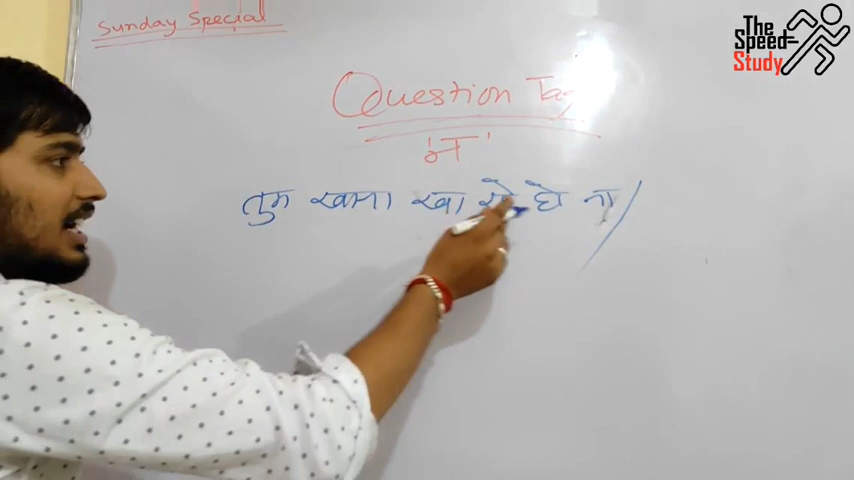 Sunday Special
The Speed Study
Question Tag
'न'
तुम खाना खा रहे थे ना